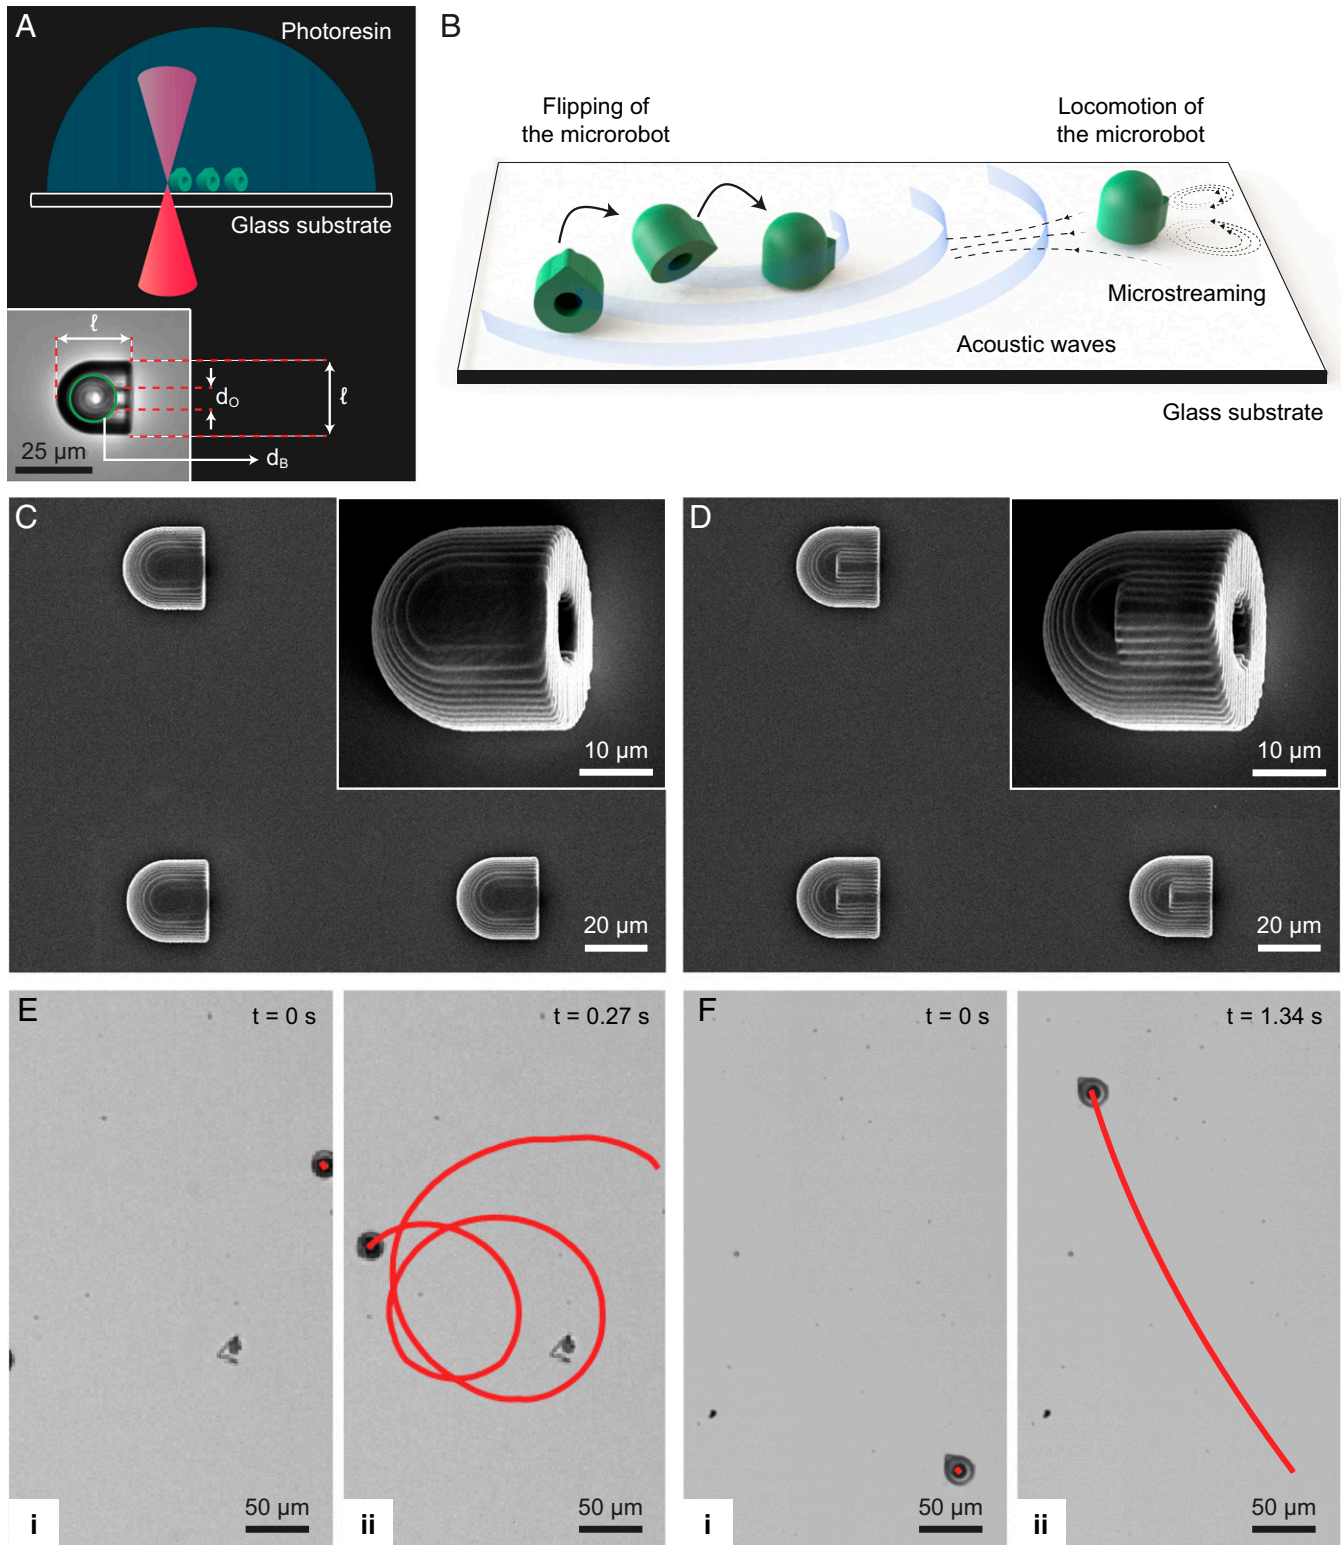 A
Photoresin
Glass substrate
ℓ
dO
ℓ
25 µm
dB
B
Flipping of
the microrobot
Locomotion of
the microrobot
Microstreaming
Acoustic waves
Glass substrate
C
10 µm
20 µm
D
10 µm
20 µm
E
t = 0 s
50 µm
i
t = 0.27 s
50 µm
ii
F
t = 0 s
50 µm
i
t = 1.34 s
50 µm
ii